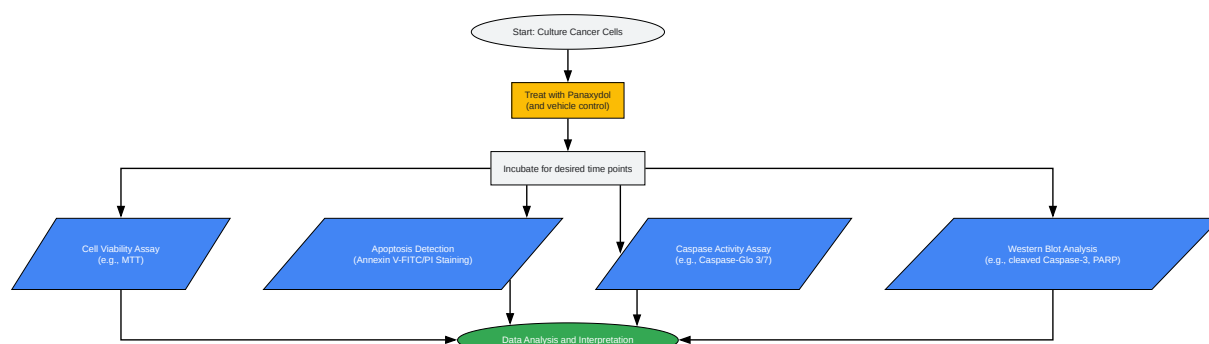 Start: Culture Cancer Cells
Treat with Panaxydol
(and vehicle control)
Incubate for desired time points
Cell Viability Assay
(e.g., MTT)
Apoptosis Detection
(Annexin V-FITC/PI Staining)
Caspase Activity Assay
(e.g., Caspase-Glo 3/7)
Western Blot Analysis
(e.g., cleaved Caspase-3, PARP)
Data Analysis and Interpretation